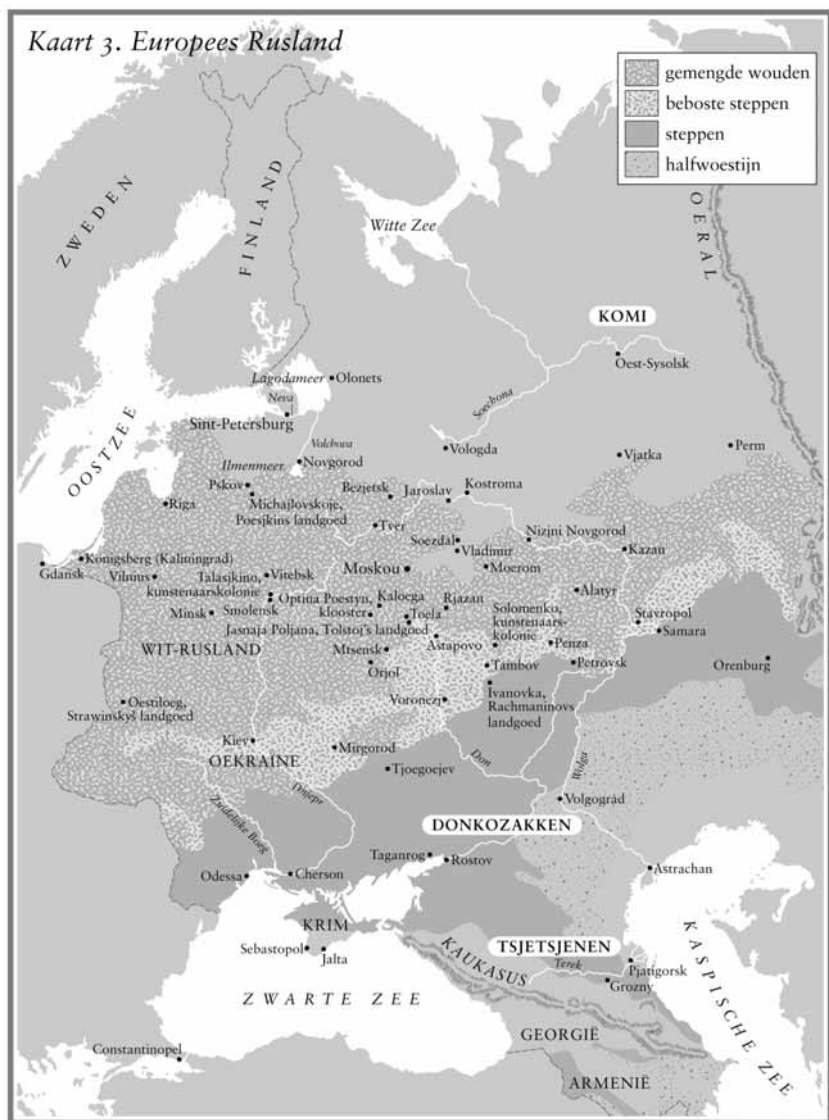 Kaart 3. Europees Rusland
gemengde wouden
beboste steppen
steppen
halfwoestijn
ZWEDEN
FINLAND
Witte Zee
OERAL
KOMI
Oest-Sysolsk
Lagodameer
Olonets
Neva
Soechona
Sint-Petersburg
OOSTZEE
Volchova
Vologda
Vjatka
Perm
Ilmenmeer
Novgorod
Pskov
Bezjetsk
Jaroslav
Kostroma
Riga
Michajlovskoje,
Poesjkins landgoed
Tver
Soezdal
Nizjni Novgorod
Vladimir
Kazan
Königsberg (Kaliningrad)
Gdansk
Vilnius
Talasjkino,
kunstenaarskolonie
Vitebsk
Moskou
Moerom
Alatyr
Minsk
Smolensk
Optina Poestyn,
klooster
Kaloega
Rjazan
Toela
Solomenko,
kunstenaars-
kolonie
Stavropol
Samara
Jasnaja Poljana, Tolstoj's landgoed
Astapovo
Penza
WIT-RUSLAND
Mtsensk
Orjol
Tambov
Petrovsk
Orenburg
Oestiloeg,
Strawinskys landgoed
Voronezj
Ivanovka,
Rachmaninovs
landgoed
Kiev
OEKRAINE
Mirgorod
Don
Wolga
Tjoegoejev
Dnjepr
Zuidelijke Boeg
Volgograd
DONKOZAKKEN
Taganrog
Rostov
Astrachan
Odessa
Cherson
KRIM
Sebastopol
Jalta
KAUKASUS
TSJETSJENEN
Terek
Pjatigorsk
Grozny
KASPISCHE ZEE
ZWARTE ZEE
GEORGIË
Constantinopel
ARMENIË